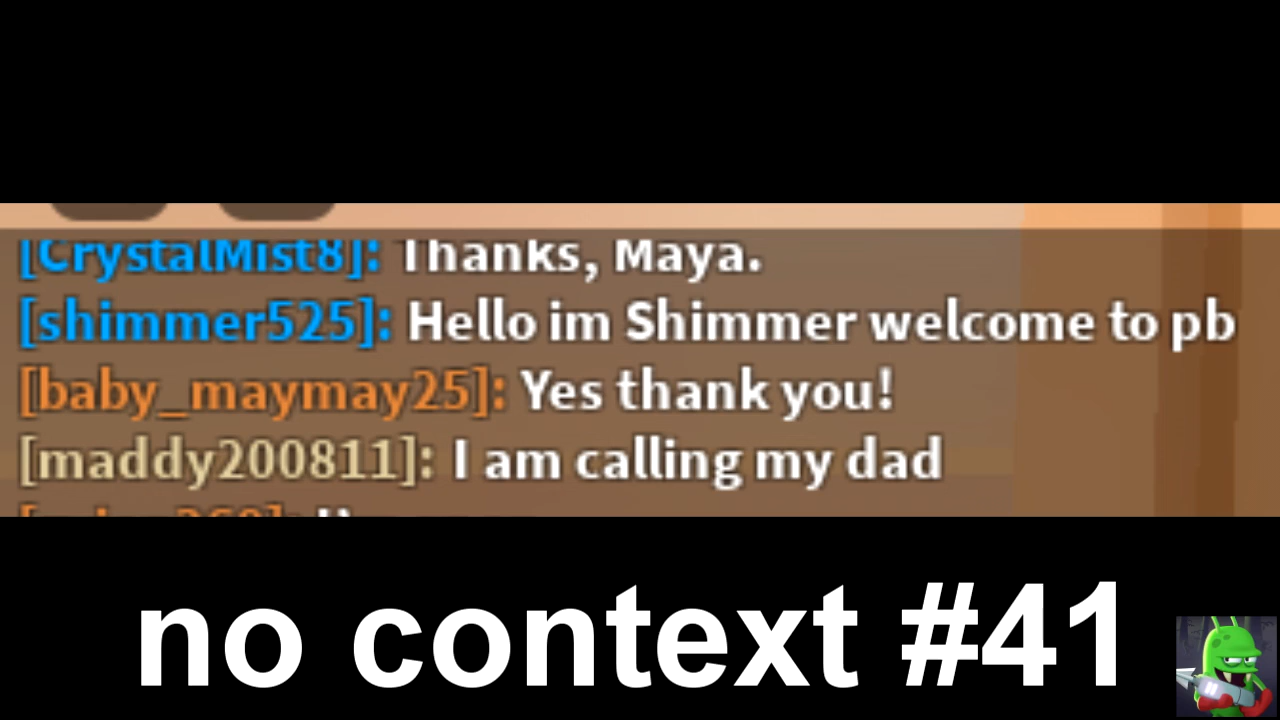 [CrystalMist8]: Thanks, Maya.
[shimmer525]: Hello im Shimmer welcome to pb
[baby_maymay25]: Yes thank you!
[maddy200811]: I am calling my dad
no context #41